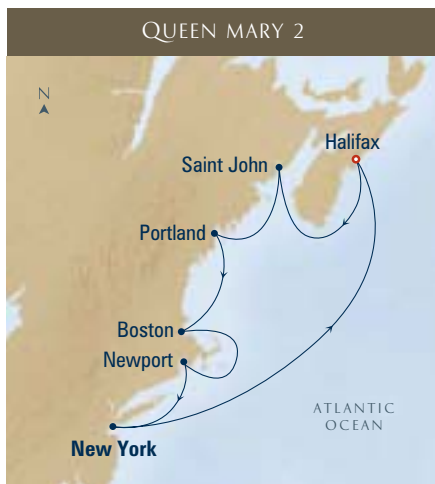 QUEEN MARY 2
N
Halifax
Saint John
Portland
Boston
Newport
ATLANTIC
OCEAN
New York